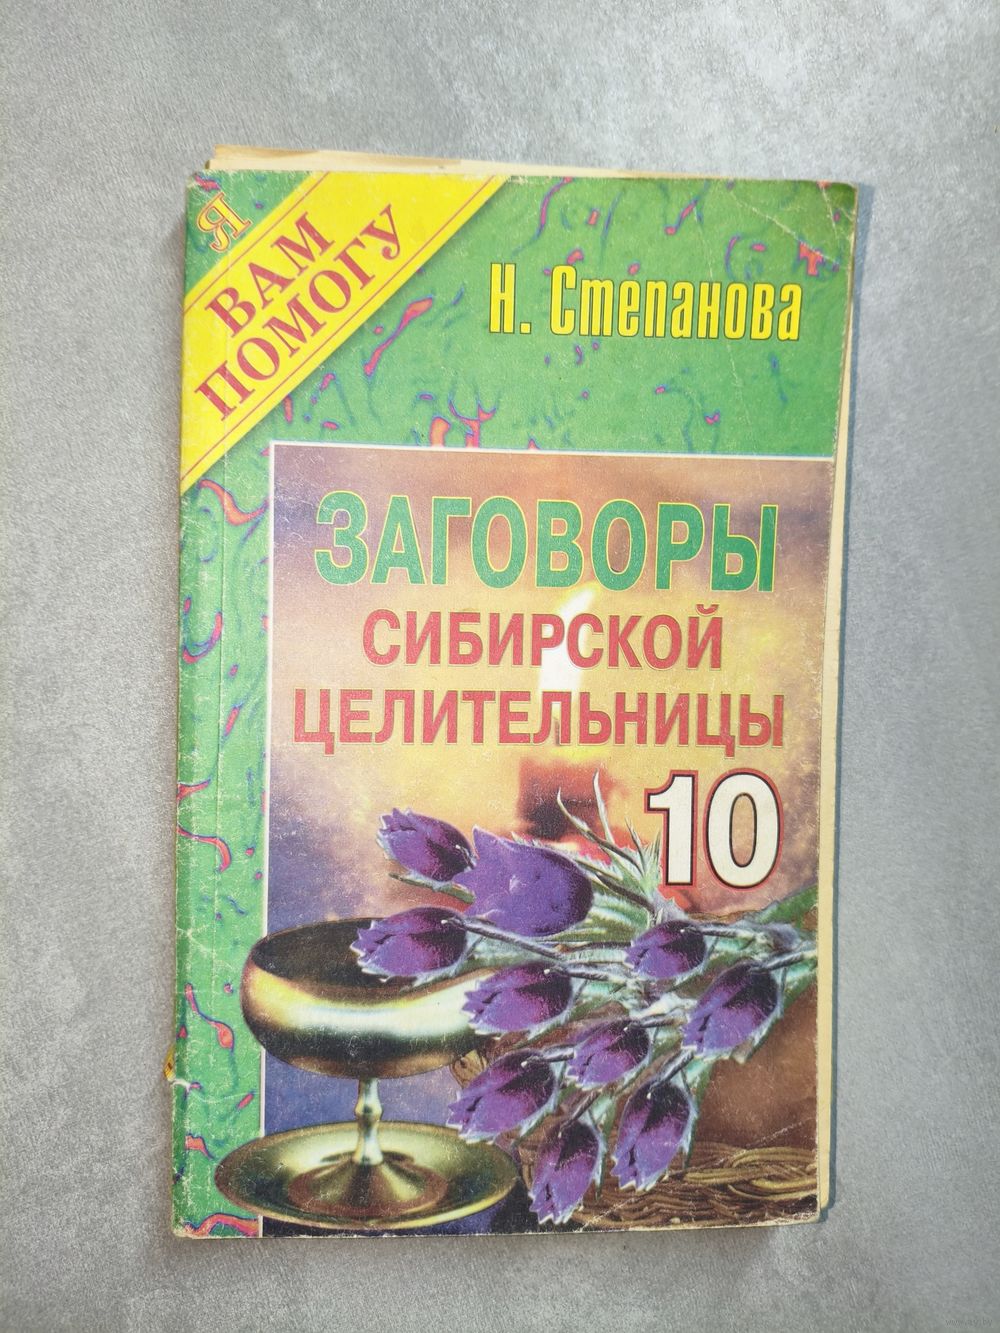 Я
ВАМ
ПОМОГУ
Н. Степанова
ЗАГОВОРЫ
СИБИРСКОЙ
ЦЕЛИТЕЛЬНИЦЫ
10